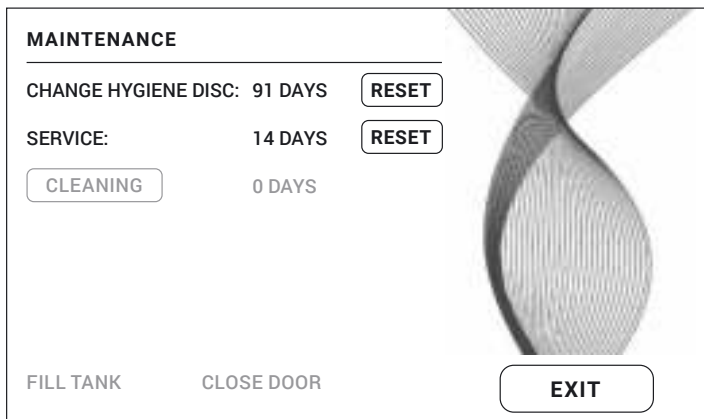 MAINTENANCE
CHANGE HYGIENE DISC: 91 DAYS RESET
SERVICE: 14 DAYS RESET
CLEANING 0 DAYS
FILL TANK CLOSE DOOR EXIT